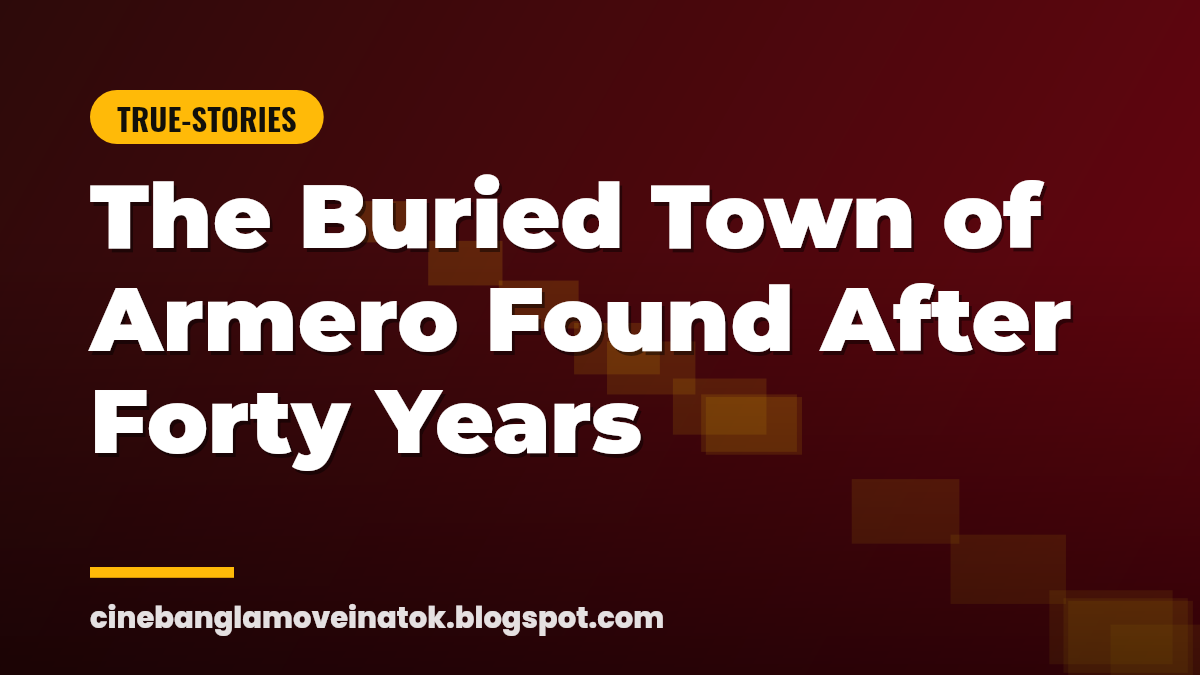 TRUE-STORIES
The Buried Town of
Armero Found After
Forty Years
cinebanglamoveinatok.blogspot.com